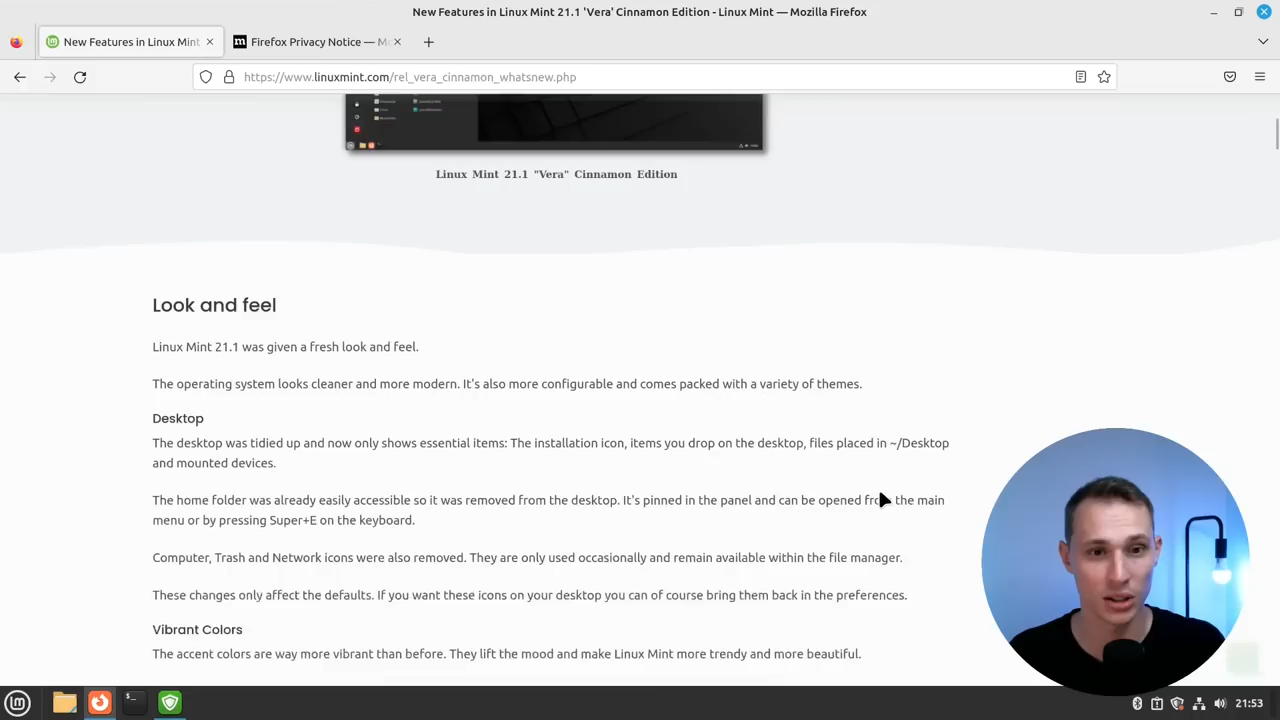 New Features in Linux Mint 21.1 'Vera' Cinnamon Edition - Linux Mint — Mozilla Firefox
New Features in Linux Mint
Firefox Privacy Notice — Mo
https://www.linuxmint.com/rel_vera_cinnamon_whatsnew.php
Linux Mint 21.1 "Vera" Cinnamon Edition
Look and feel
Linux Mint 21.1 was given a fresh look and feel.
The operating system looks cleaner and more modern. It's also more configurable and comes packed with a variety of themes.
Desktop
The desktop was tidied up and now only shows essential items: The installation icon, items you drop on the desktop, files placed in ~/Desktop
and mounted devices.
The home folder was already easily accessible so it was removed from the desktop. It's pinned in the panel and can be opened from the main
menu or by pressing Super+E on the keyboard.
Computer, Trash and Network icons were also removed. They are only used occasionally and remain available within the file manager.
These changes only affect the defaults. If you want these icons on your desktop you can of course bring them back in the preferences.
Vibrant Colors
The accent colors are way more vibrant than before. They lift the mood and make Linux Mint more trendy and more beautiful.
21:53